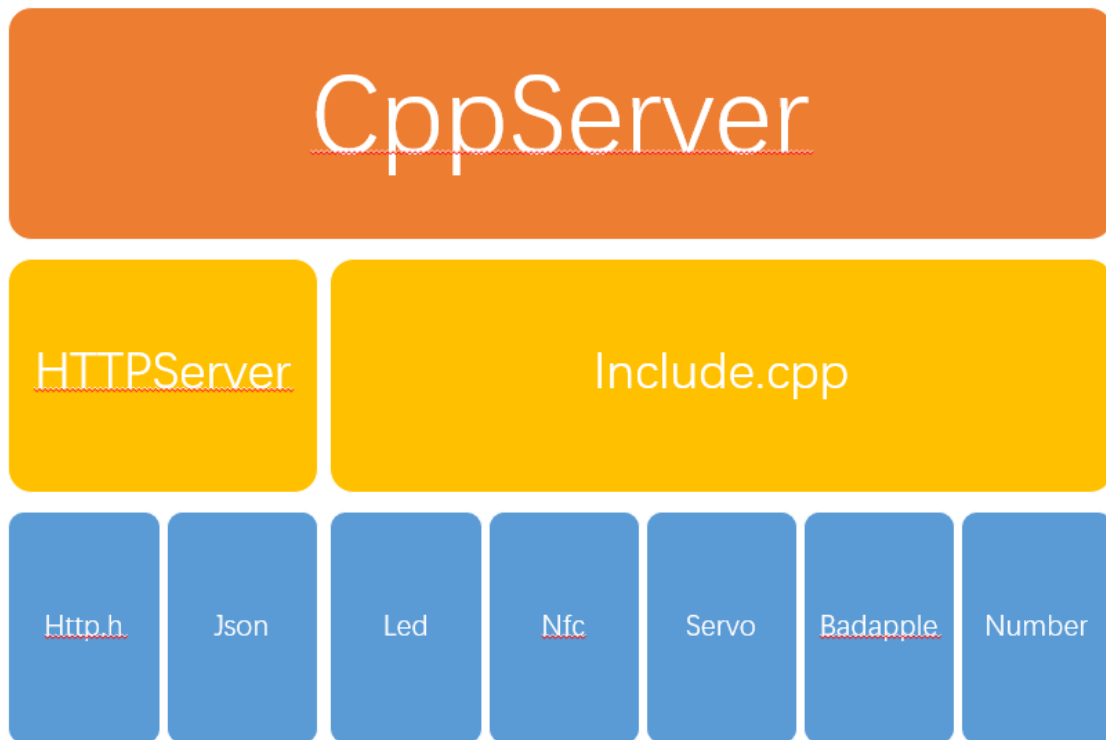 CppServer
HTTPServer
Include.cpp
Http.h
Json
Led
Nfc
Servo
Badapple
Number